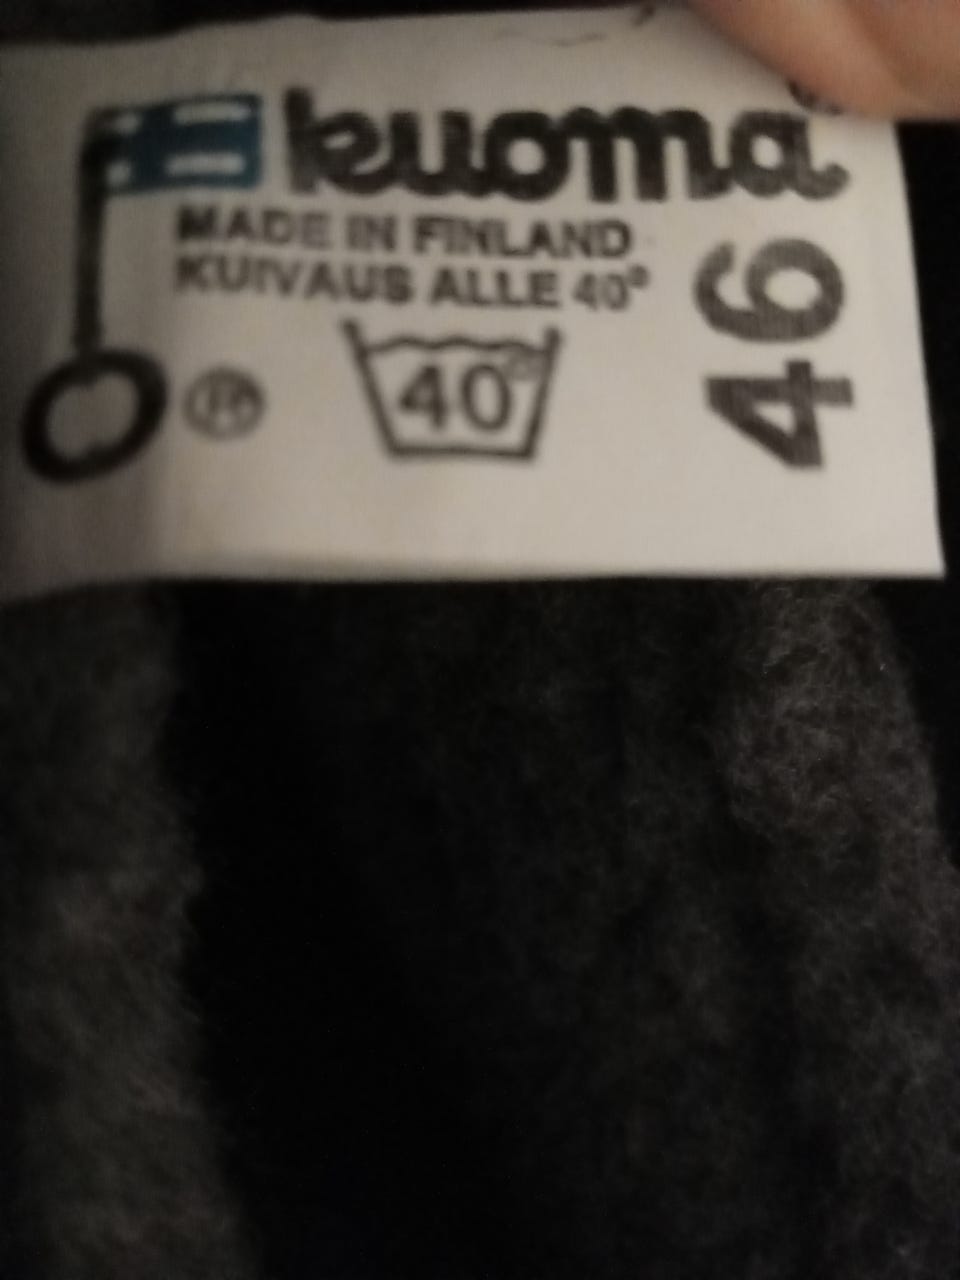 kuoma
MADE IN FINLAND
KUIVAUS ALLE 40°
®
40°
46